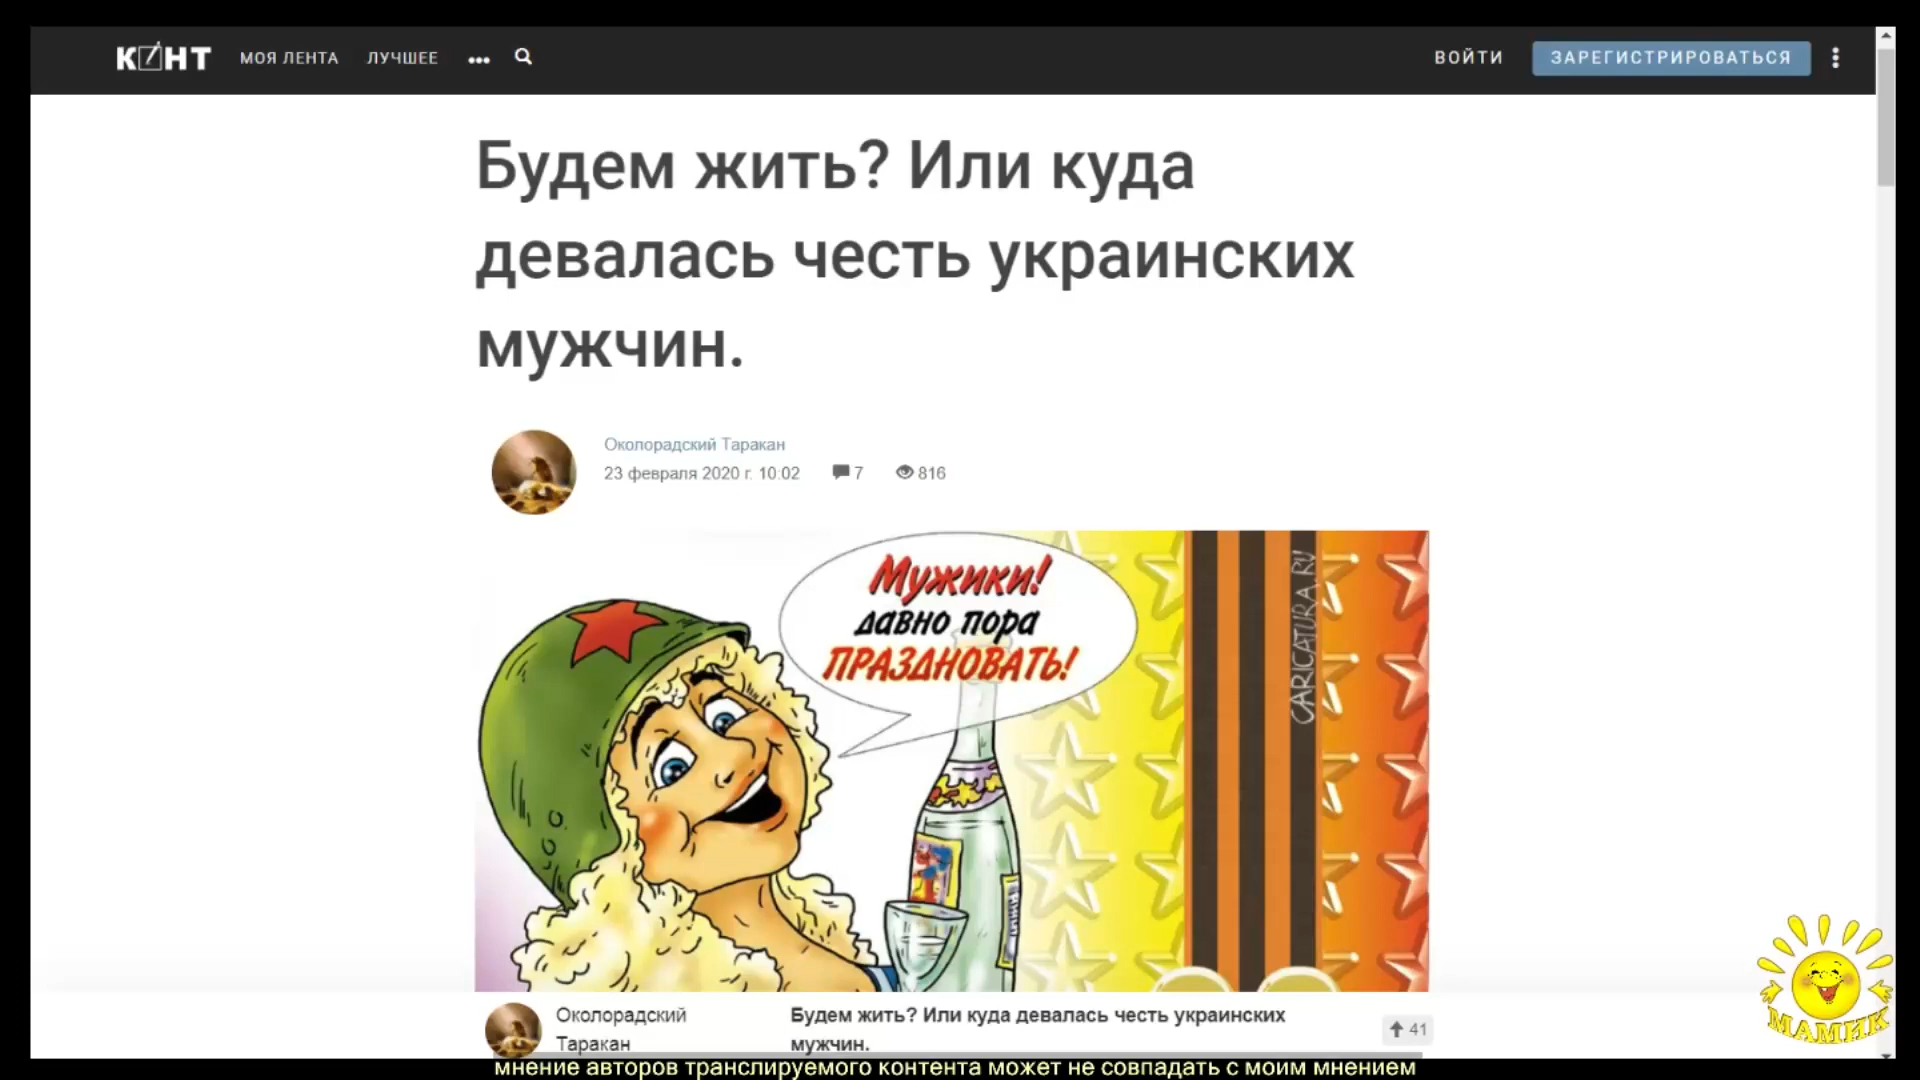 КОНТ МОЯ ЛЕНТА ЛУЧШЕЕ ВОЙТИ ЗАРЕГИСТРИРОВАТЬСЯ
Будем жить? Или куда
девалась честь украинских
мужчин.
Околорадский Таракан
23 февраля 2020 г. 10:02 7 816
Мужики!
давно пора
ПРАЗДНОВАТЬ!
CARICATURA.RU
Околорадский
Таракан
Будем жить? Или куда девалась честь украинских
мужчин.
41
МАМИК
мнение авторов транслируемого контента может не совпадать с моим мнением